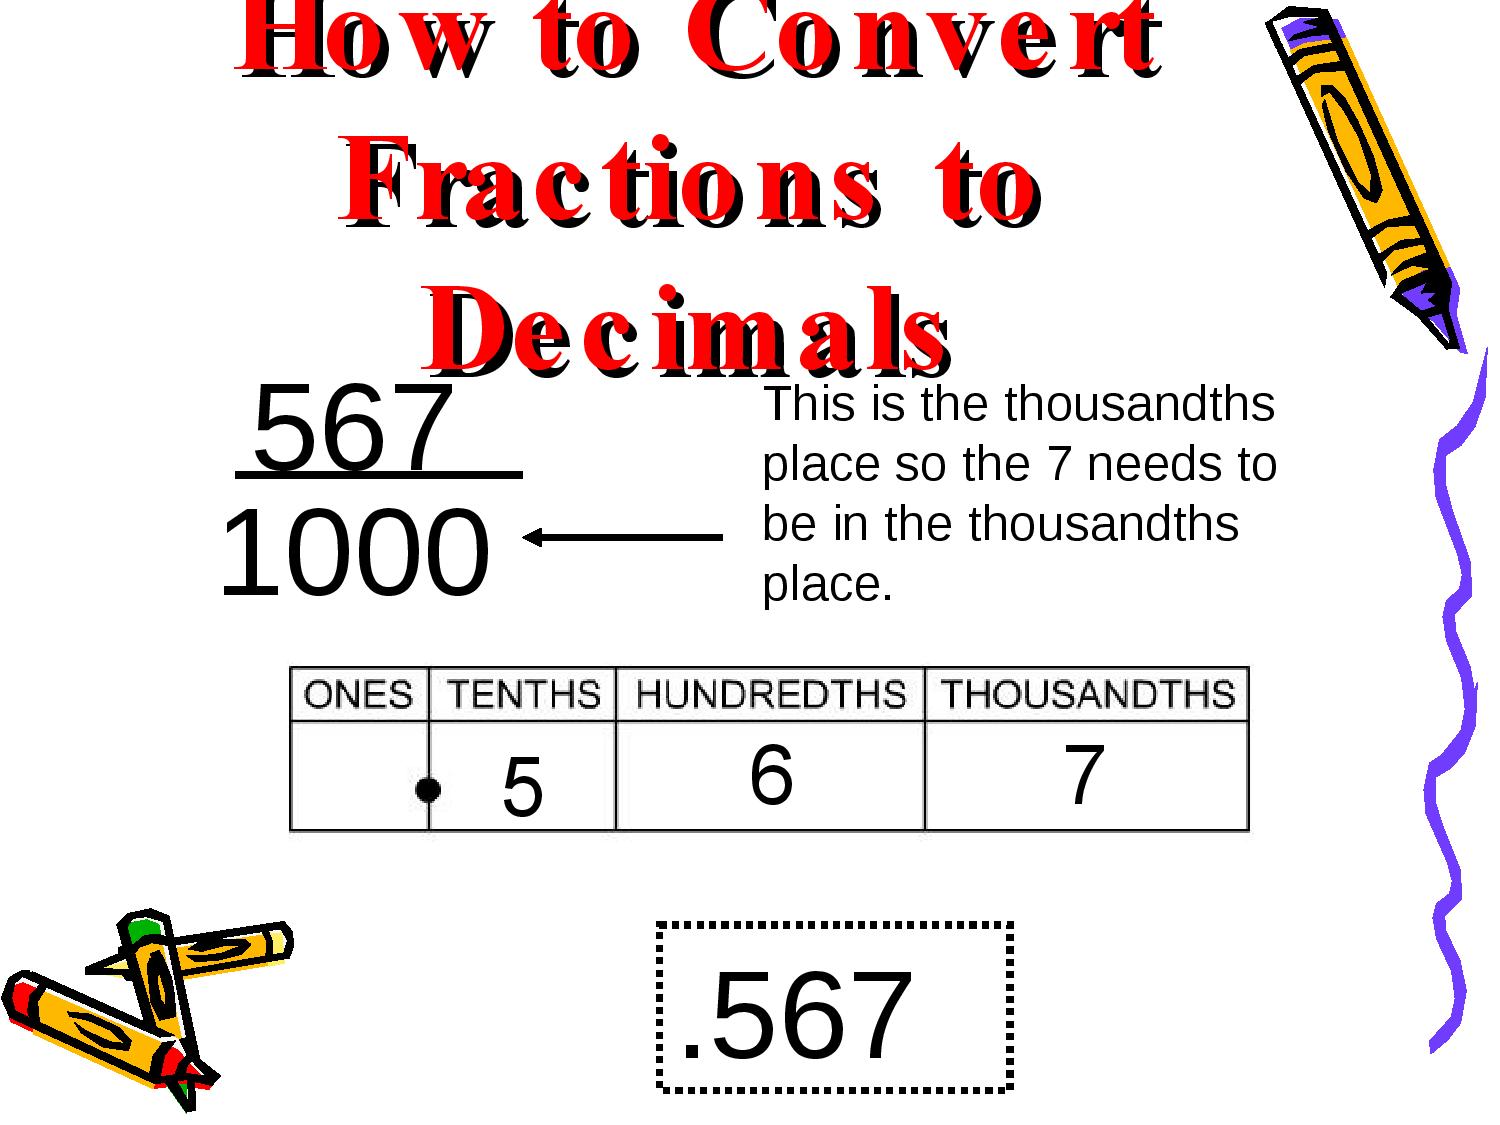 How to Convert
Fractions to
Decimals
567
1000
This is the thousandths
place so the 7 needs to
be in the thousandths
place.
ONES TENTHS HUNDREDTHS THOUSANDTHS
. 5 6 7
.567